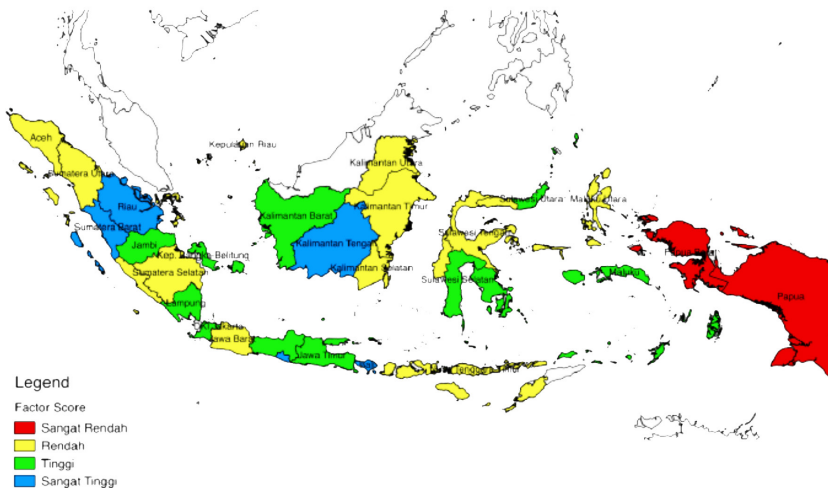 Aceh
Sumatera Utara
Kepulauan Riau
Riau
Sumatera Barat
Jambi
Kep. Bangka-Belitung
Sumatera Selatan
Lampung
Jakarta
Jawa Barat
Jawa Timur
Kalimantan Utara
Kalimantan Timur
Kalimantan Barat
Kalimantan Tengah
Kalimantan Selatan
Sulawesi Utara
Maluku Utara
Sulawesi Tengah
Sulawesi Selatan
Maluku
Papua Barat
Papua
Tenggara Timur
Legend
Factor Score
Sangat Rendah
Rendah
Tinggi
Sangat Tinggi